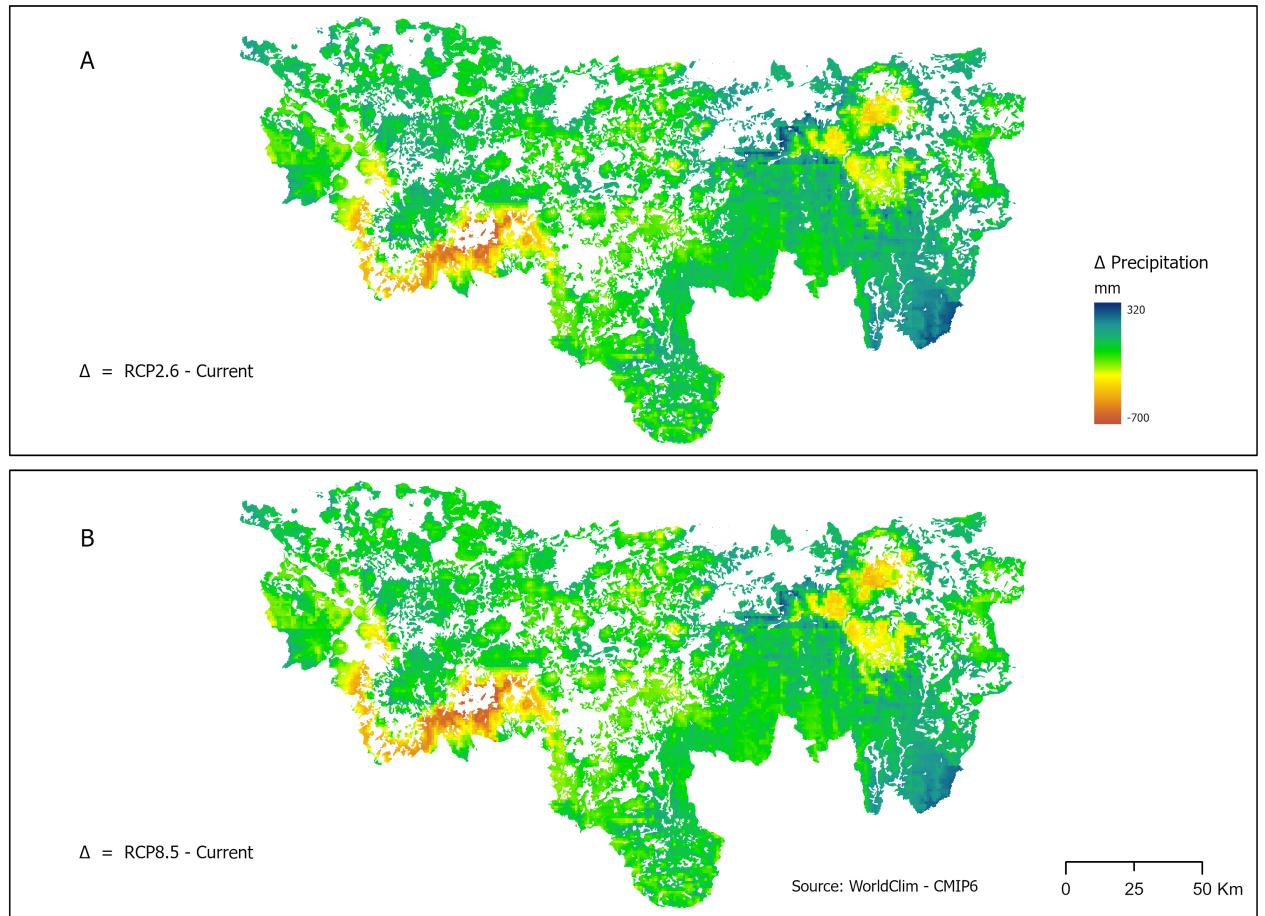 A
Δ Precipitation
mm
320
-700
Δ = RCP2.6 - Current
B
Δ = RCP8.5 - Current
Source: WorldClim - CMIP6
0 25 50 Km